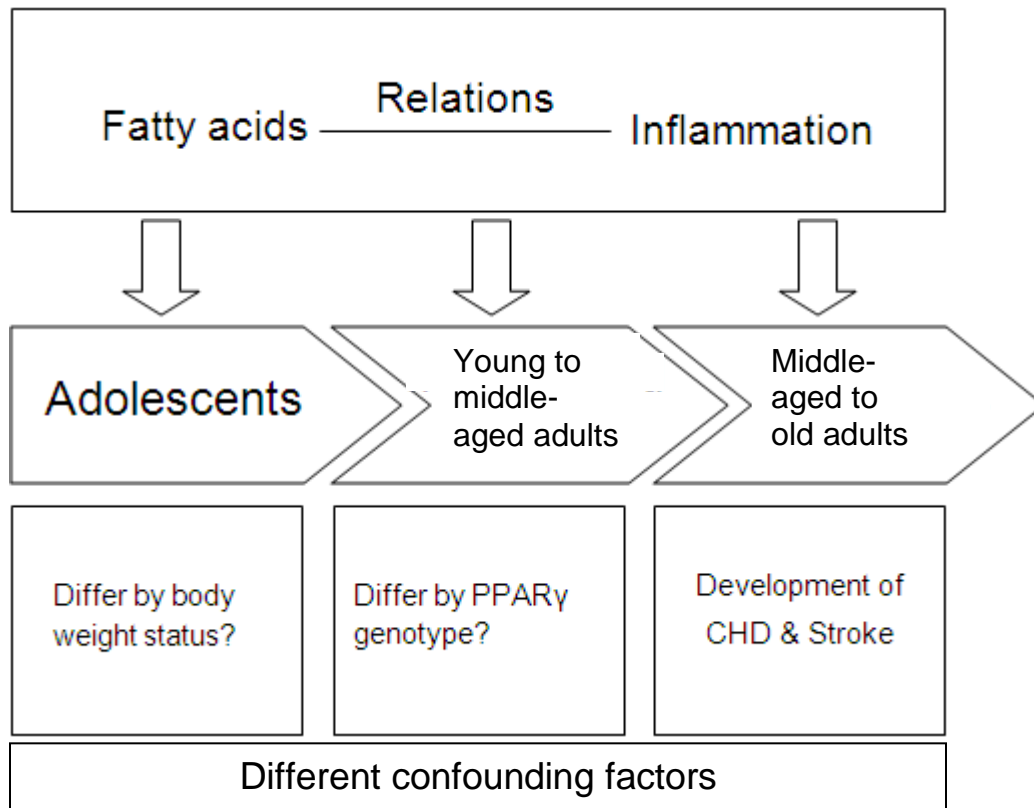 Relations
Fatty acids
Inflammation
Adolescents
Young to
middle-
aged adults
Middle-
aged to
old adults
Differ by body
weight status?
Differ by PPARγ
genotype?
Development of
CHD & Stroke
Different confounding factors